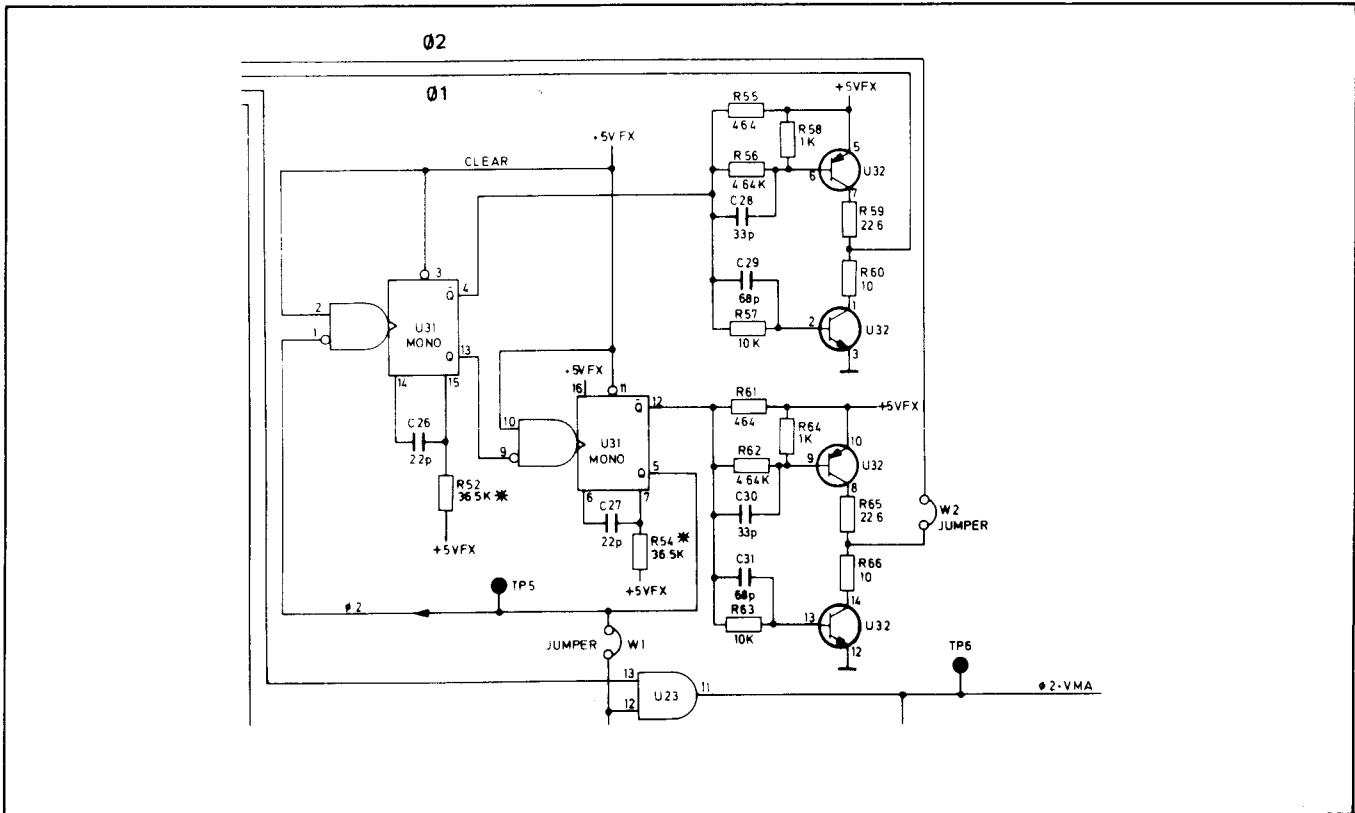 Ø2
Ø1
+5VFX
CLEAR
+5VFX
R55
464
R58
1K
R56
4.64K
C28
33p
5
6
7
U32
R59
22.6
C29
68p
R57
10K
R60
10
1
2
3
U32
3
2
1
U31
MONO
Q̄
4
Q
13
14
15
C26
22p
R52
36.5K *
+5VFX
+5VFX
16
11
10
9
U31
MONO
Q̄
12
Q
5
6
7
C27
22p
R54 *
36.5K
+5VFX
R61
464
R64
1K
+5VFX
R62
4.64K
C30
33p
10
9
8
U32
R65
22.6
W2
JUMPER
C31
68p
R63
10K
R66
10
14
13
12
U32
Ø2
TP5
JUMPER
W1
13
12
U23
11
TP6
Ø2·VMA